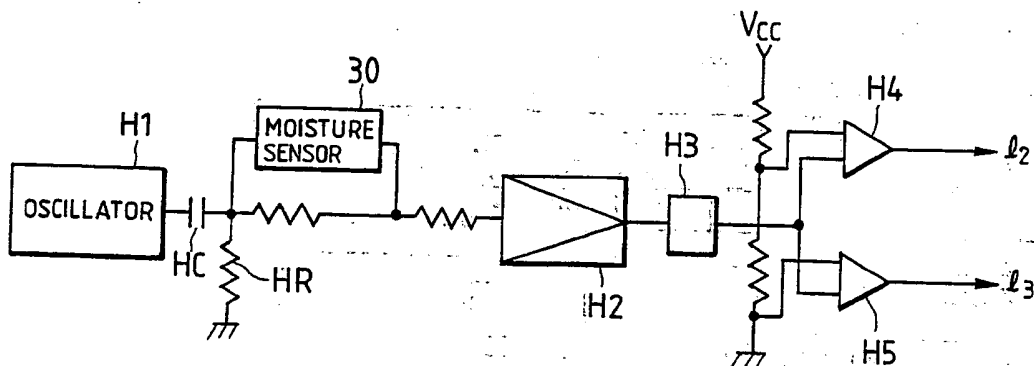 V_CC
30
H4
H1
MOISTURE
SENSOR
H3
ℓ2
OSCILLATOR
HC
HR
H2
ℓ3
H5